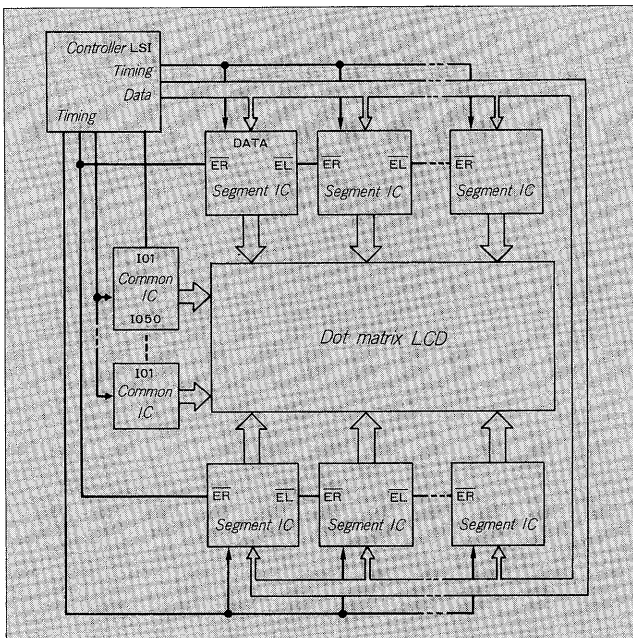 Controller LSI
Timing
Data
Timing
DATA
ER EL
Segment IC
ER EL
Segment IC
ER
Segment IC
IO1
Common
IC
IO50
IO1
Common
IC
Dot matrix LCD
ER EL
Segment IC
ER EL
Segment IC
ER
Segment IC